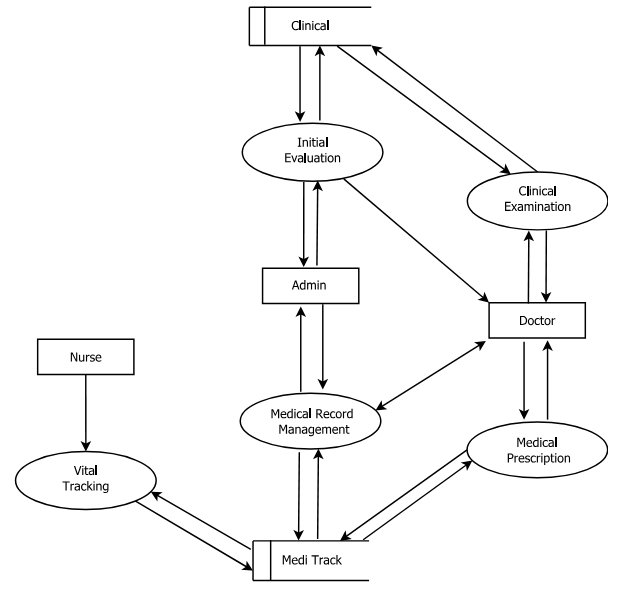 Clinical
Initial
Evaluation
Clinical
Examination
Admin
Doctor
Nurse
Medical Record
Management
Medical
Prescription
Vital
Tracking
Medi Track